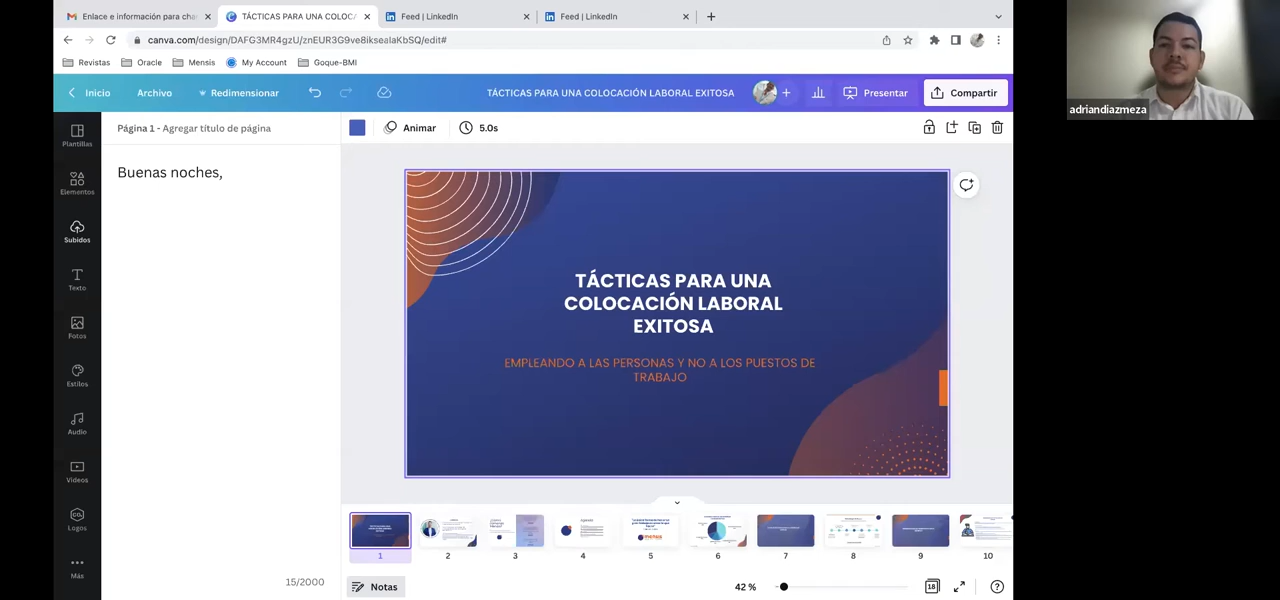 Enlace e información para cha
TÁCTICAS PARA UNA COLOCA
Feed | LinkedIn
Feed | LinkedIn
canva.com/design/DAFG3MR4gzU/znEUR3G9ve8ikseaIaKbSQ/edit#
Revistas
Oracle
Mensis
My Account
Goque-BMI
Inicio
Archivo
Redimensionar
TÁCTICAS PARA UNA COLOCACIÓN LABORAL EXITOSA
Presentar
Compartir
adriandiazmeza
Página 1 - Agregar título de página
Animar
5.0s
Plantillas
Elementos
Subidos
Texto
Fotos
Estilos
Audio
Videos
Logos
Más
Buenas noches,
TÁCTICAS PARA UNA
COLOCACIÓN LABORAL
EXITOSA
EMPLEANDO A LAS PERSONAS Y NO A LOS PUESTOS DE
TRABAJO
mensis
1
2
3
4
5
6
7
8
9
10
15/2000
Notas
42 %
18